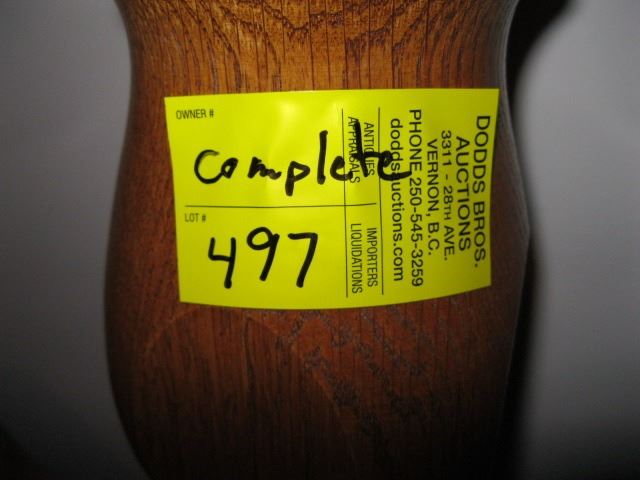 OWNER #
complete
LOT #
497
ANTIQUES
APPRAISALS
IMPORTERS
LIQUIDATIONS
DODDS BROS.
AUCTIONS
3311 - 28TH AVE.
VERNON, B.C.
PHONE 250-545-3259
doddsauctions.com